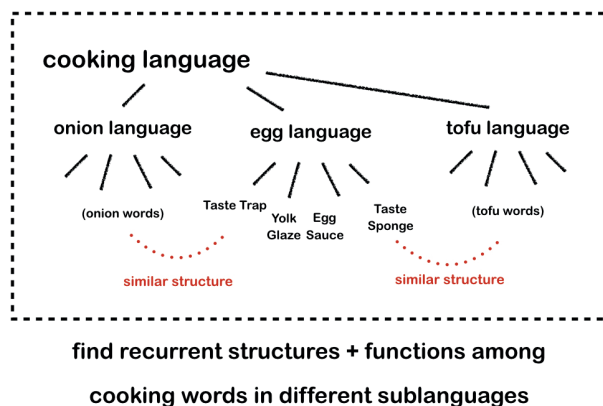 cooking language
onion language
egg language
tofu language
(onion words)
Taste Trap
Yolk
Glaze
Egg
Sauce
Taste
Sponge
(tofu words)
similar structure
similar structure
find recurrent structures + functions among
cooking words in different sublanguages